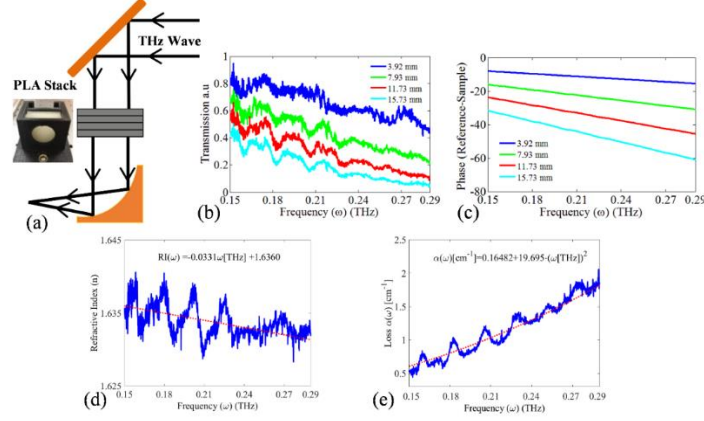 THz Wave
PLA Stack
(a)
1
0.8
0.6
0.4
0.2
0
Transmission a.u
3.92 mm
7.93 mm
11.73 mm
15.73 mm
0.15 0.18 0.21 0.24 0.27 0.29
Frequency (ω) (THz)
(b)
0
-20
-40
-60
-80
Phase (Reference-Sample)
3.92 mm
7.93 mm
11.73 mm
15.73 mm
0.15 0.18 0.21 0.24 0.27 0.29
Frequency (ω) (THz)
(c)
1.645
1.635
1.625
Refractive Index (n)
RI(ω) =-0.0331ω[THz] +1.6360
0.15 0.18 0.21 0.24 0.27 0.29
Frequency (ω) (THz)
(d)
2.5
2
1.5
1
0.5
0
Loss α(ω) [cm⁻¹]
α(ω)[cm⁻¹]=0.16482+19.695-(ω[THz])²
0.15 0.18 0.21 0.24 0.27 0.29
Frequency (ω) (THz)
(e)